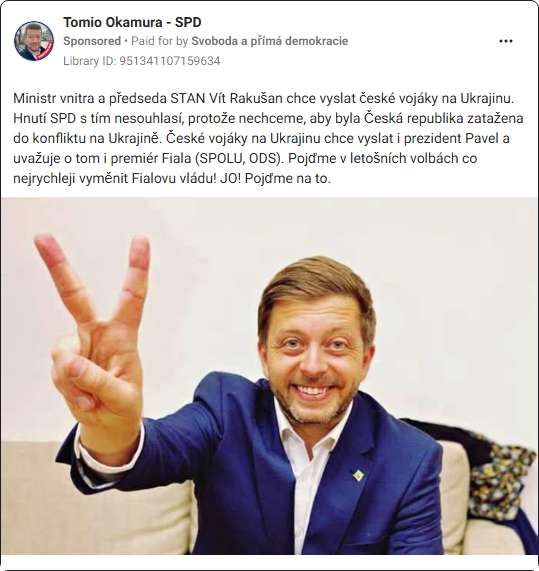 Tomio Okamura - SPD
Sponsored • Paid for by Svoboda a přímá demokracie
Library ID: 951341107159634
Ministr vnitra a předseda STAN Vít Rakušan chce vyslat české vojáky na Ukrajinu.
Hnutí SPD s tím nesouhlasí, protože nechceme, aby byla Česká republika zatažena
do konfliktu na Ukrajině. České vojáky na Ukrajinu chce vyslat i prezident Pavel a
uvažuje o tom i premiér Fiala (SPOLU, ODS). Pojďme v letošních volbách co
nejrychleji vyměnit Fialovu vládu! JO! Pojďme na to.